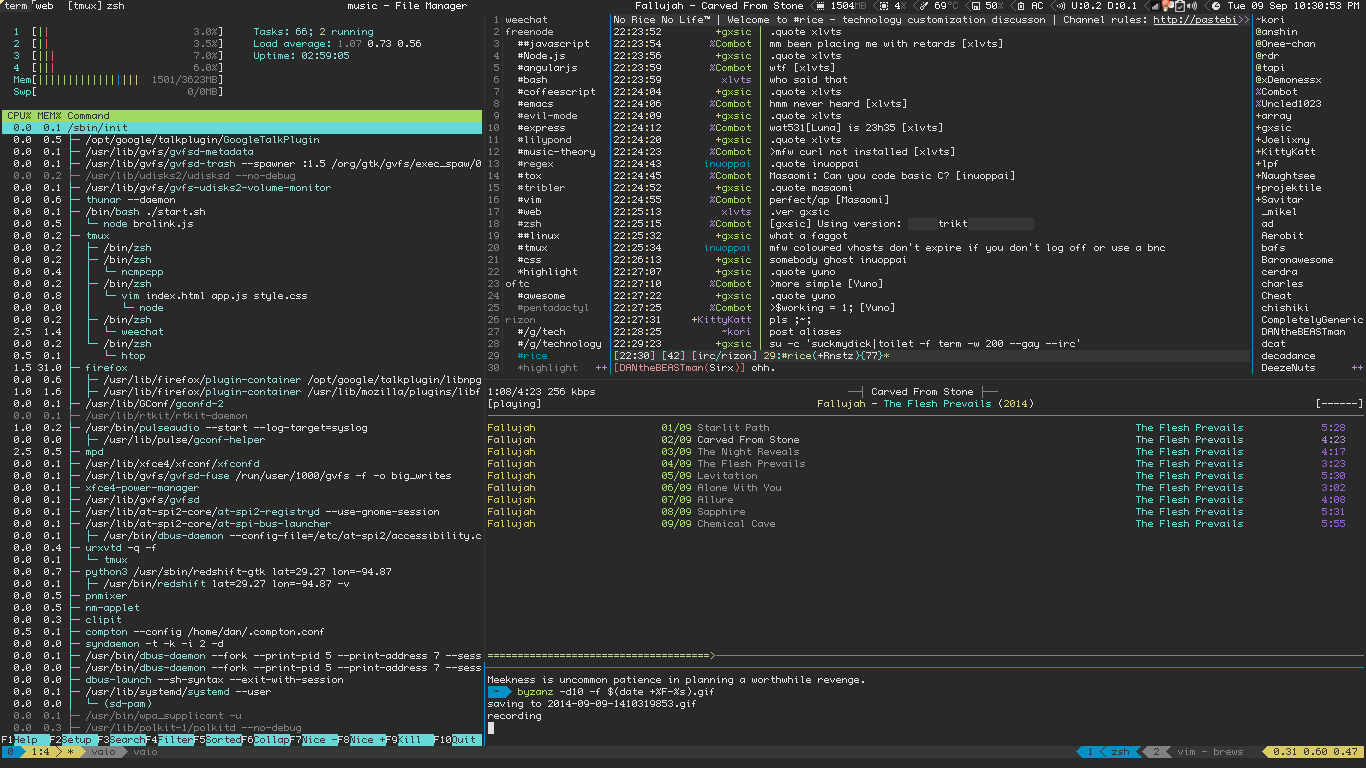 term web [tmux] zsh music - File Manager Fallujah - Carved From Stone 1504MB 4% 69°C 50% AC U:0.2 D:0.1 Tue 09 Sep 10:30:53 PM
1 [|| 3.0%] Tasks: 66; 2 running
2 [|| 3.5%] Load average: 1.07 0.73 0.56
3 [||| 7.0%] Uptime: 02:59:05
4 [||| 6.0%]
Mem[|||||||||||||||||| 1501/3623MB]
Swp[ 0/0MB]
CPU% MEM% Command
0.0 0.1 /sbin/init
0.0 0.5 ├─ /opt/google/talkplugin/GoogleTalkPlugin
0.0 0.1 ├─ /usr/lib/gvfs/gvfsd-metadata
0.0 0.1 ├─ /usr/lib/gvfs/gvfsd-trash --spawner :1.5 /org/gtk/gvfs/exec_spaw/0
0.0 0.2 ├─ /usr/lib/udisks2/udisksd --no-debug
0.0 0.1 ├─ /usr/lib/gvfs/gvfs-udisks2-volume-monitor
0.0 0.6 ├─ thunar --daemon
0.0 0.1 ├─ /bin/bash ./start.sh
0.0 0.5 │ └─ node brolink.js
0.0 0.2 ├─ tmux
0.0 0.2 │ ├─ /bin/zsh
0.0 0.2 │ ├─ /bin/zsh
0.0 0.4 │ │ └─ ncmpcpp
0.0 0.2 │ ├─ /bin/zsh
0.0 0.8 │ │ └─ vim index.html app.js style.css
0.0 0.5 │ │ └─ node
0.0 0.2 │ ├─ /bin/zsh
2.5 1.4 │ │ └─ weechat
0.0 0.2 │ └─ /bin/zsh
0.5 0.1 │ └─ htop
1.5 31.0 ├─ firefox
0.0 0.6 │ ├─ /usr/lib/firefox/plugin-container /opt/google/talkplugin/libnpg
1.0 1.6 │ ├─ /usr/lib/firefox/plugin-container /usr/lib/mozilla/plugins/libf
0.0 0.1 ├─ /usr/lib/GConf/gconfd-2
0.0 0.0 ├─ /usr/lib/rtkit/rtkit-daemon
1.0 0.2 ├─ /usr/bin/pulseaudio --start --log-target=syslog
0.0 0.0 │ ├─ /usr/lib/pulse/gconf-helper
2.5 0.5 ├─ mpd
0.0 0.1 ├─ /usr/lib/xfce4/xfconf/xfconfd
0.0 0.1 ├─ /usr/lib/gvfs/gvfsd-fuse /run/user/1000/gvfs -f -o big_writes
0.0 0.1 ├─ xfce4-power-manager
0.0 0.1 ├─ /usr/lib/gvfs/gvfsd
0.0 0.1 ├─ /usr/lib/at-spi2-core/at-spi2-registryd --use-gnome-session
0.0 0.1 ├─ /usr/lib/at-spi2-core/at-spi-bus-launcher
0.0 0.1 │ ├─ /usr/bin/dbus-daemon --config-file=/etc/at-spi2/accessibility.c
0.0 0.4 ├─ urxvtd -q -f
0.0 0.1 │ └─ tmux
0.0 0.7 ├─ python3 /usr/sbin/redshift-gtk lat=29.27 lon=-94.87
0.0 0.1 │ ├─ /usr/bin/redshift lat=29.27 lon=-94.87 -v
0.0 0.5 ├─ pnmixer
0.0 0.5 ├─ nm-applet
0.0 0.3 ├─ clipit
0.5 0.1 ├─ compton --config /home/dan/.compton.conf
0.0 0.0 ├─ syndaemon -t -k -i 2 -d
0.0 0.1 ├─ /usr/bin/dbus-daemon --fork --print-pid 5 --print-address 7 --sess
0.0 0.1 ├─ /usr/bin/dbus-daemon --fork --print-pid 5 --print-address 7 --sess
0.0 0.0 ├─ dbus-launch --sh-syntax --exit-with-session
0.0 0.1 ├─ /usr/lib/systemd/systemd --user
0.0 0.0 │ └─ (sd-pam)
0.0 0.1 ├─ /usr/bin/wpa_supplicant -u
0.0 0.3 ├─ /usr/lib/polkit-1/polkitd --no-debug
F1Help F2Setup F3SearchF4FilterF5SortedF6CollapF7Nice -F8Nice +F9Kill F10Quit
1 weechat
2 freenode
3 ##javascript
4 #Node.js
5 #angularjs
6 #bash
7 #coffeescript
8 #emacs
9 #evil-mode
10 #express
11 #lilypond
12 #music-theory
13 #regex
14 #tox
15 #tribler
16 #vim
17 #web
18 #zsh
19 ##linux
20 #tmux
21 #css
22 *highlight
23 oftc
24 #awesome
25 #pentadactyl
26 rizon
27 #/g/tech
28 #/g/technology
29 #rice
30 *highlight ++
No Rice No Life™ | Welcome to #rice - technology customization discusson | Channel rules: http://pastebi>>
22:23:52 +gxsic .quote xlvts
22:23:54 %Combot mm been placing me with retards [xlvts]
22:23:59 +gxsic .quote xlvts
22:23:59 %Combot wtf [xlvts]
22:23:59 xlvts who said that
22:24:04 +gxsic .quote xlvts
22:24:06 %Combot hmm never heard [xlvts]
22:24:09 +gxsic .quote xlvts
22:24:12 %Combot wat531[Luna] is 23h35 [xlvts]
22:24:20 +gxsic .quote xlvts
22:24:23 %Combot >mfw curl not installed [xlvts]
22:24:43 inuoppai .quote inuoppai
22:24:45 %Combot Masaomi: Can you code basic C? [inuoppai]
22:24:52 +gxsic .quote masaomi
22:24:55 %Combot perfect/qp [Masaomi]
22:25:13 xlvts .ver gxsic
22:25:15 %Combot [gxsic] Using version: trikt
22:25:19 +gxsic what a faggot
22:25:34 inuoppai mfw coloured vhosts don't expire if you don't log off or use a bnc
22:26:13 +gxsic somebody ghost inuoppai
22:27:07 +gxsic .quote yuno
22:27:10 %Combot >more simple [Yuno]
22:27:22 +gxsic .quote yuno
22:27:25 %Combot >$working = 1; [Yuno]
22:27:31 +KittyKatt pls ;~;
22:28:25 ~kori post aliases
22:29:23 %Combot su -c 'suckmydick|toilet -f term -w 200 --gay --irc'
[22:30] [42] [irc/rizon] 29:#rice(+Rnstz){77}*
[DANtheBEASTman(Sirx)] ohh.
~kori
@anshin
@Onee-chan
@rdr
@tapi
@xDemonessx
%Combot
%Uncled1023
+array
+gxsic
+Joelixny
+KittyKatt
+lpf
+Naughtsee
+projektile
+Savitar
_mikel
ad
Aerobit
bafs
Baronawesome
cerdra
charles
Cheat
chishiki
CompletelyGeneric
DANtheBEASTman
dcat
decadance
DeezeNuts ++
1:08/4:23 256 kbps ──┤ Carved From Stone ├──
[playing] Fallujah - The Flesh Prevails (2014) [------]
Fallujah 01/09 Starlit Path The Flesh Prevails 5:28
Fallujah 02/09 Carved From Stone The Flesh Prevails 4:23
Fallujah 03/09 The Night Reveals The Flesh Prevails 4:17
Fallujah 04/09 The Flesh Prevails The Flesh Prevails 3:23
Fallujah 05/09 Levitation The Flesh Prevails 5:30
Fallujah 06/09 Alone With You The Flesh Prevails 3:02
Fallujah 07/09 Allure The Flesh Prevails 4:08
Fallujah 08/09 Sapphire The Flesh Prevails 5:31
Fallujah 09/09 Chemical Cave The Flesh Prevails 5:55
=====================================>
Meekness is uncommon patience in planning a worthwhile revenge.
~ byzanz -d10 -f $(date +%F-%s).gif
saving to 2014-09-09-1410319853.gif
recording
0 1:4 * vaio vaio 1 zsh 2 vim - brews 0.31 0.60 0.47